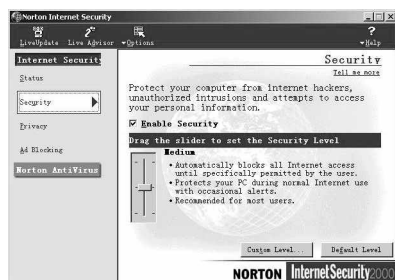 Norton Internet Security
?
LiveUpdate Live Advisor Options Help
Internet Security
Security
Tell me more
Status
Security
Privacy
Ad Blocking
Norton AntiVirus
Protect your computer from internet hackers,
unauthorized intrusions and attempts to access
your personal information.
Enable Security
Drag the slider to set the Security Level
Medium
• Automatically blocks all Internet access
until specifically permitted by the user.
• Protects your PC during normal Internet use
with occasional alerts.
• Recommended for most users.
Custom Level... Default Level
NORTON InternetSecurity2000